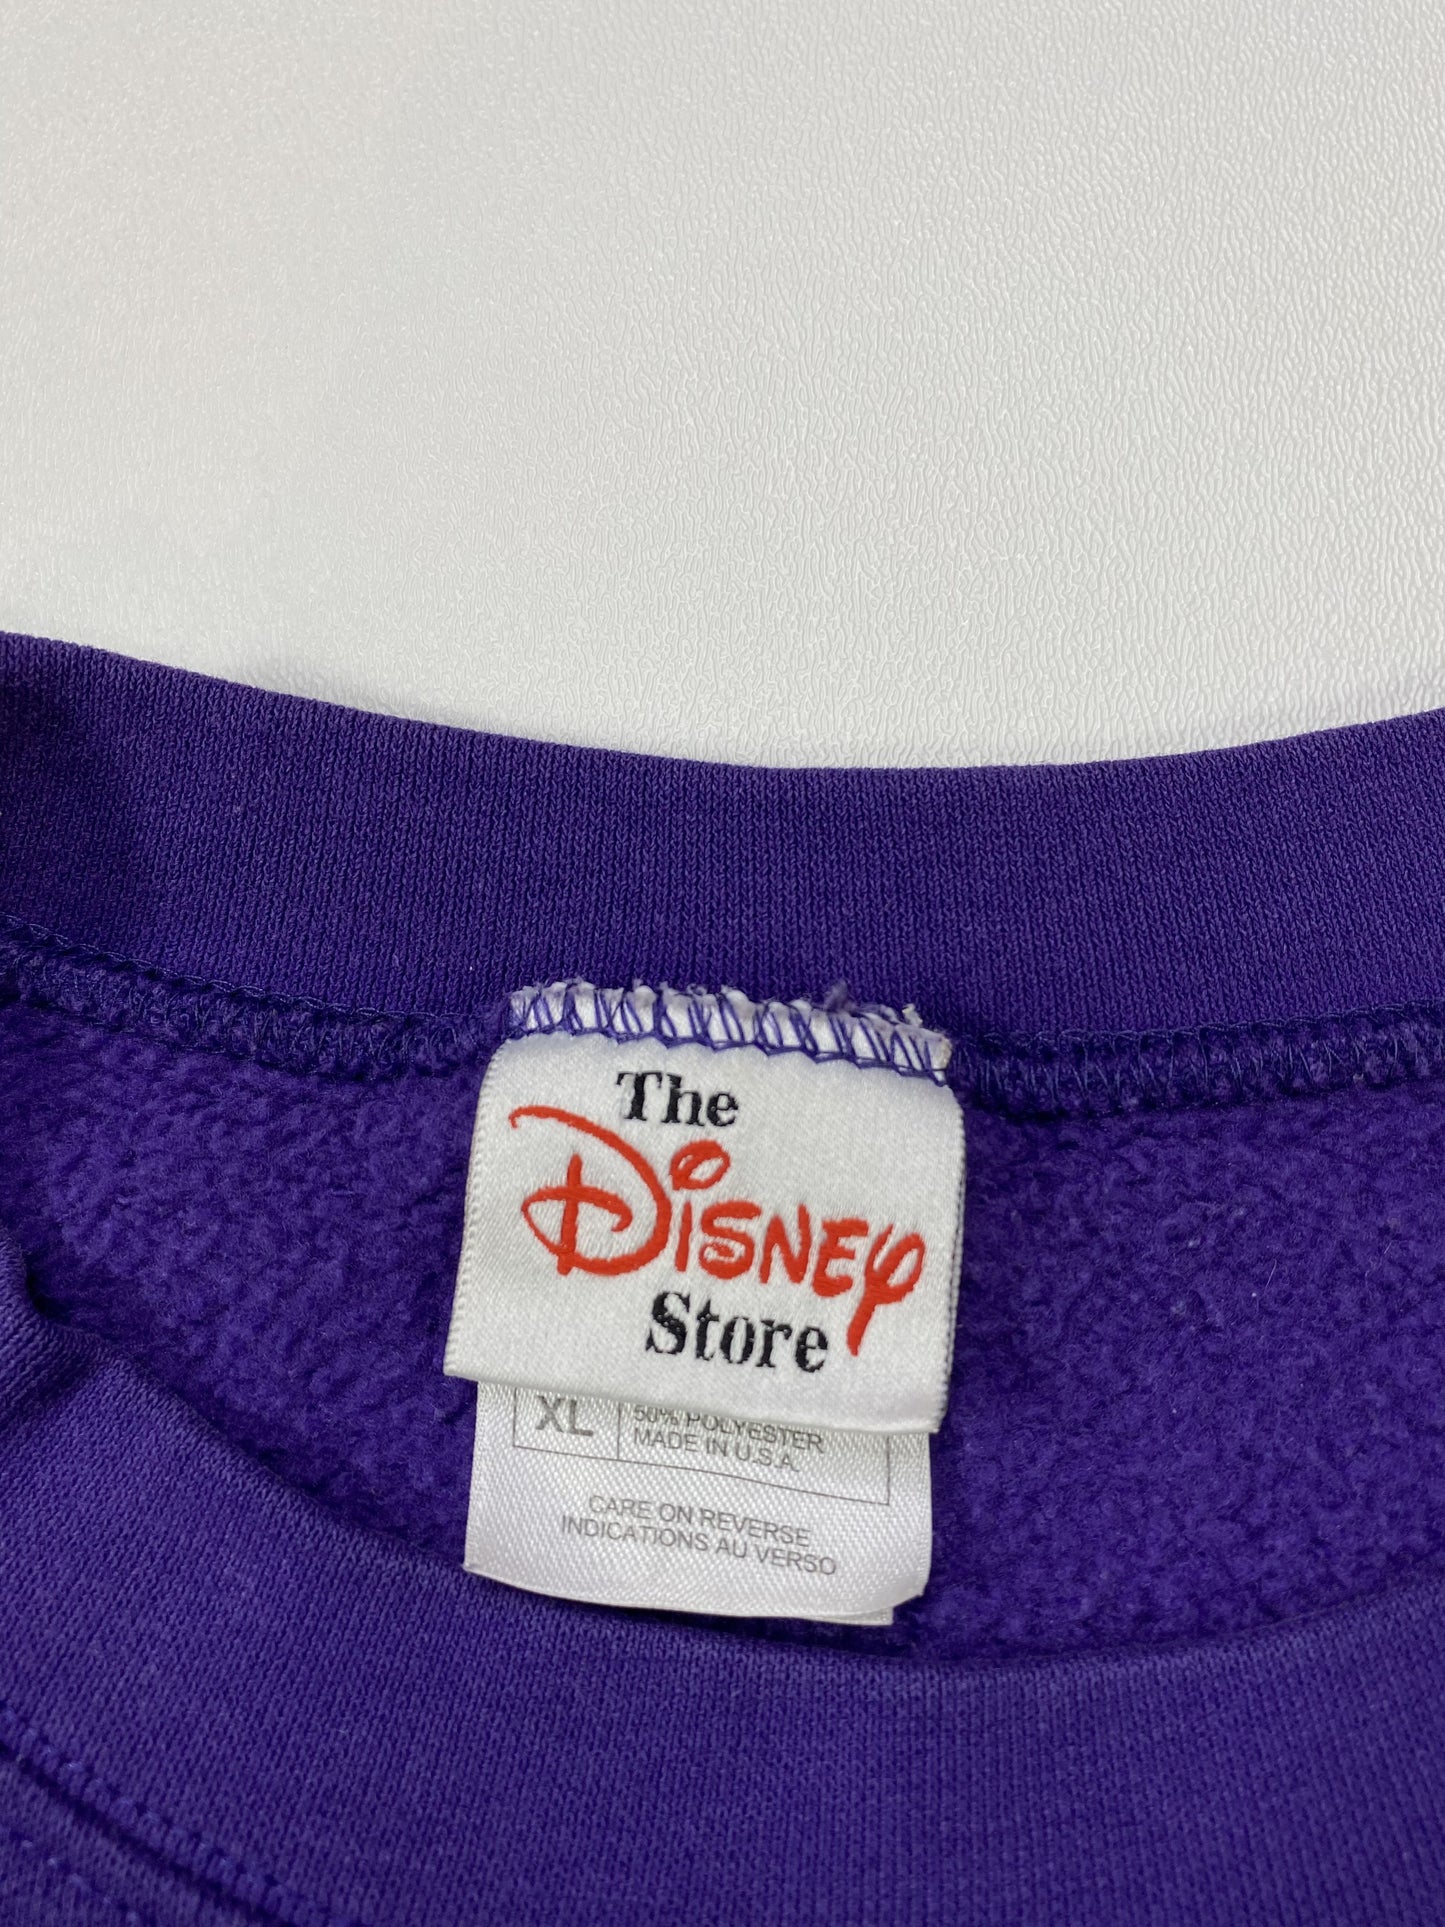 The
Disney
Store
XL
50% POLYESTER
MADE IN U.S.A.
CARE ON REVERSE
INDICATIONS AU VERSO